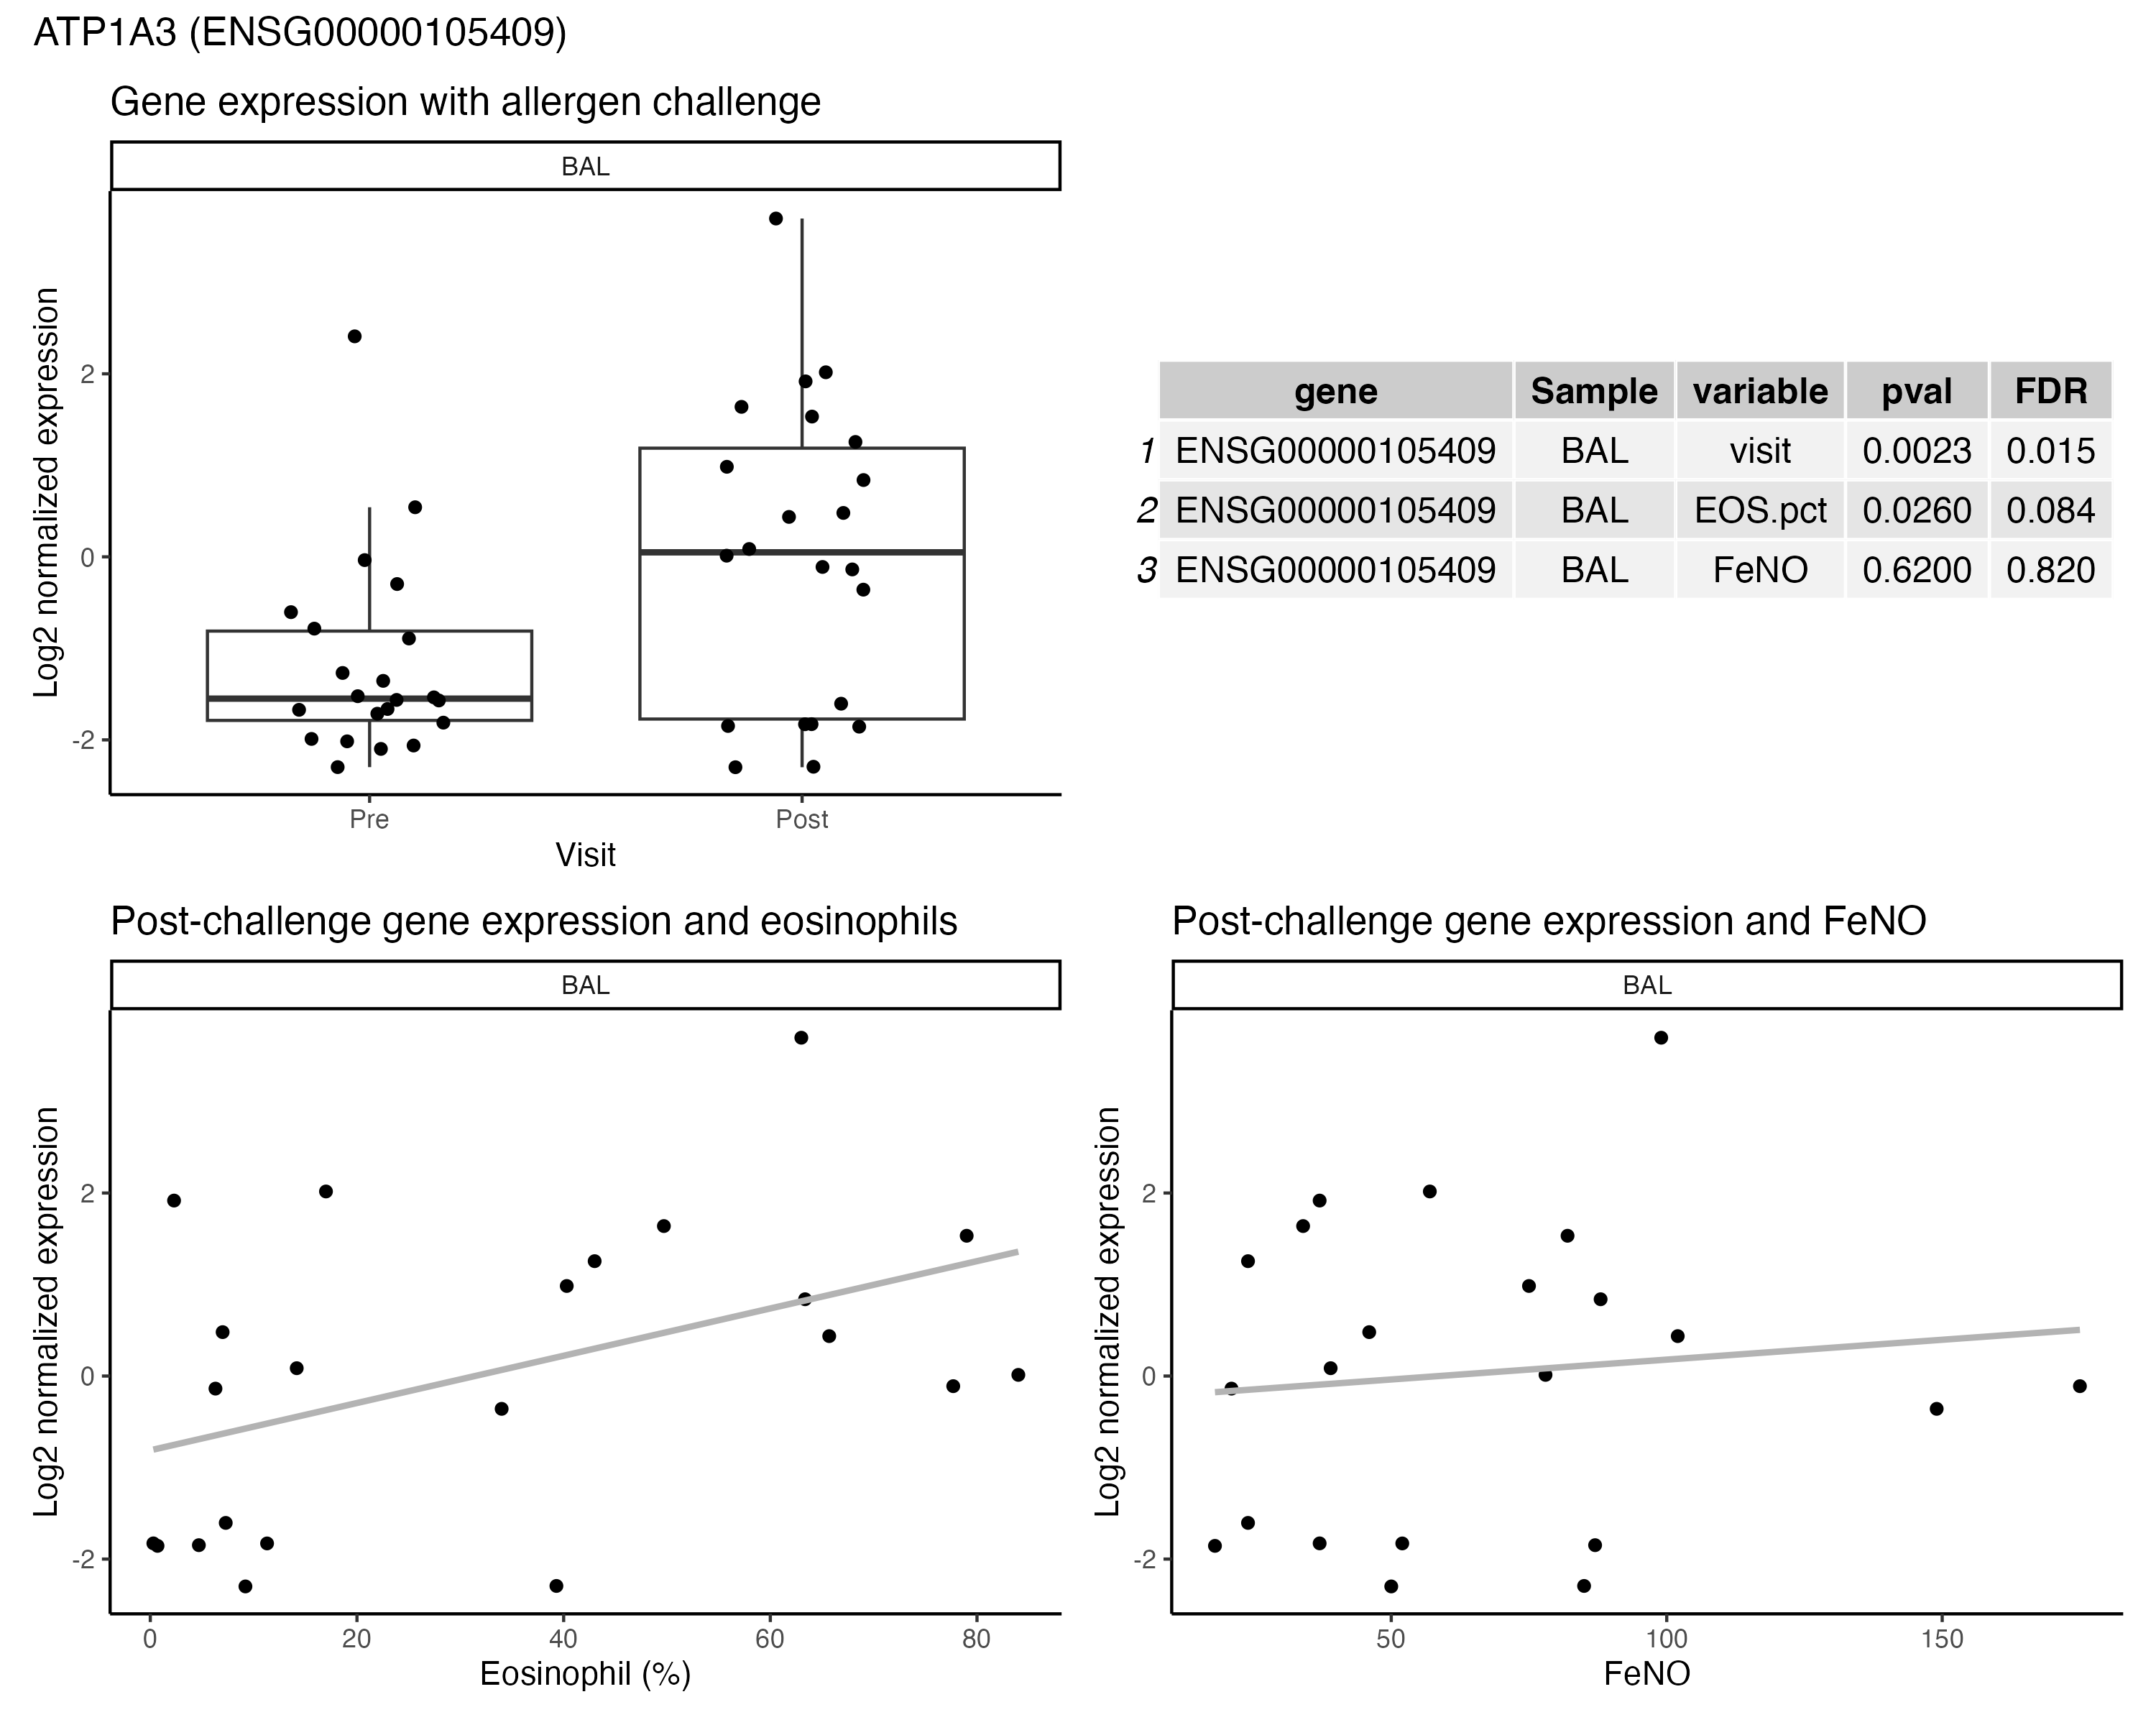 ATP1A3 (ENSG00000105409)
Gene expression with allergen challenge
BAL
Log2 normalized expression
2
0
-2
Pre Post
Visit
gene Sample variable pval FDR
1 ENSG00000105409 BAL visit 0.0023 0.015
2 ENSG00000105409 BAL EOS.pct 0.0260 0.084
3 ENSG00000105409 BAL FeNO 0.6200 0.820
Post-challenge gene expression and eosinophils
BAL
Log2 normalized expression
2
0
-2
0 20 40 60 80
Eosinophil (%)
Post-challenge gene expression and FeNO
BAL
Log2 normalized expression
2
0
-2
50 100 150
FeNO